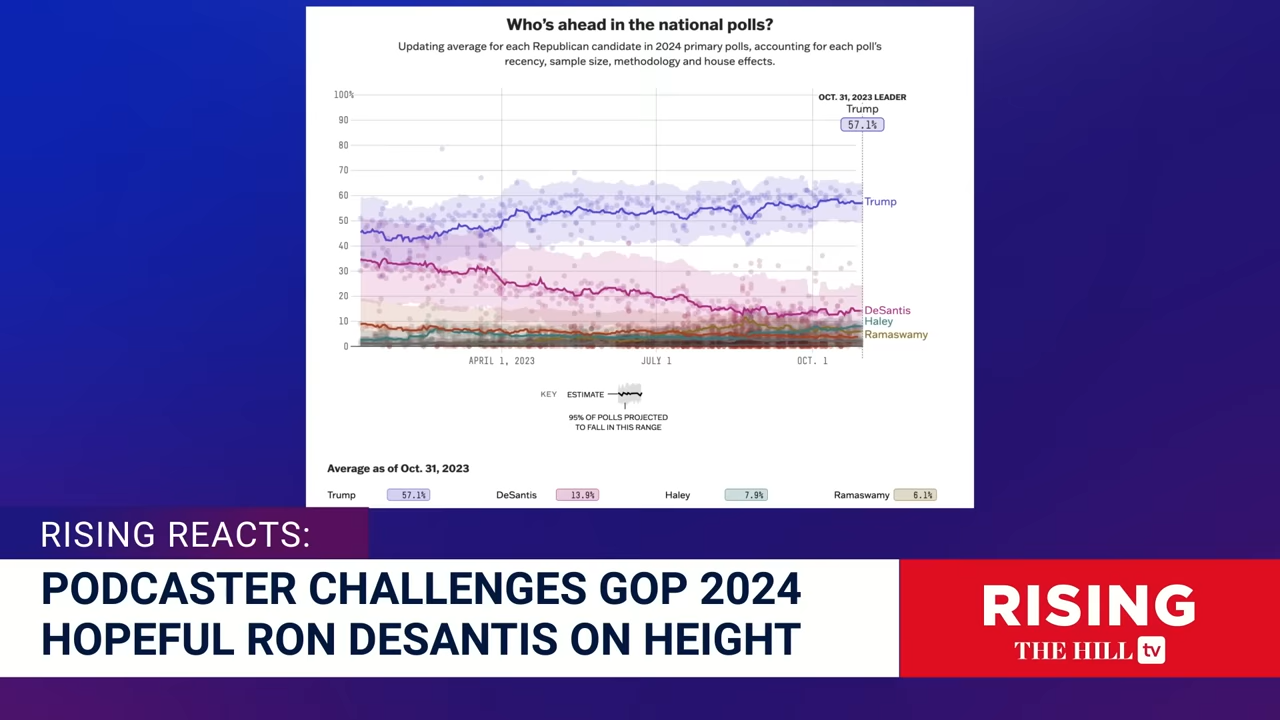 Who's ahead in the national polls?
Updating average for each Republican candidate in 2024 primary polls, accounting for each poll's
recency, sample size, methodology and house effects.
OCT. 31, 2023 LEADER
Trump
57.1%
100%
90
80
70
60
50
40
30
20
10
0
Trump
DeSantis
Haley
Ramaswamy
APRIL 1, 2023 JULY 1 OCT. 1
KEY ESTIMATE
95% OF POLLS PROJECTED
TO FALL IN THIS RANGE
Average as of Oct. 31, 2023
Trump 57.1% DeSantis 13.9% Haley 7.9% Ramaswamy 6.1%
RISING REACTS:
PODCASTER CHALLENGES GOP 2024
HOPEFUL RON DESANTIS ON HEIGHT
RISING
THE HILL tv